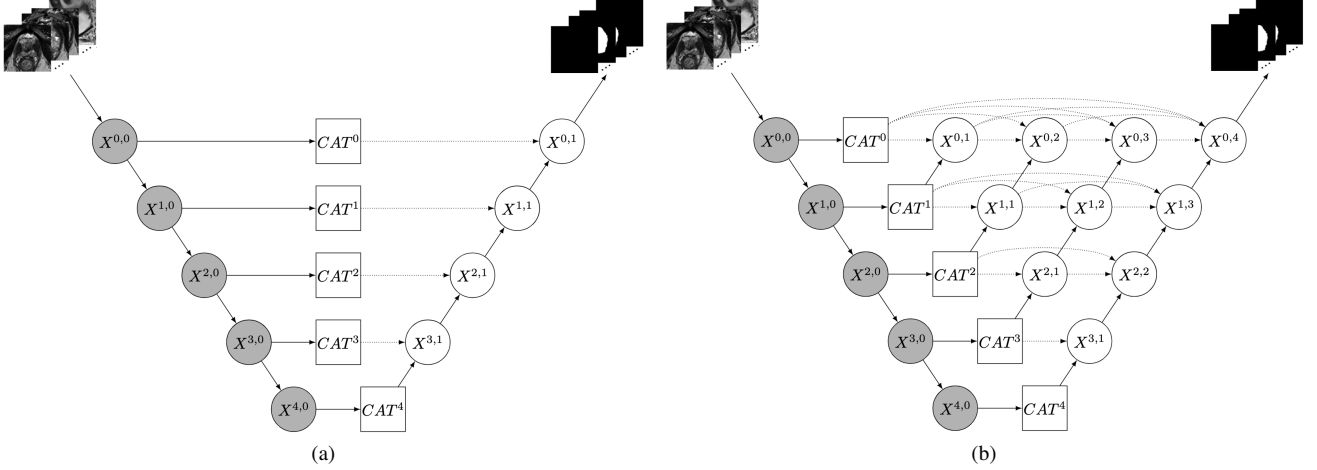 X^{0,0} CAT^0 X^{0,1}
X^{1,0} CAT^1 X^{1,1}
X^{2,0} CAT^2 X^{2,1}
X^{3,0} CAT^3 X^{3,1}
X^{4,0} CAT^4
(a)
X^{0,0} CAT^0 X^{0,1} X^{0,2} X^{0,3} X^{0,4}
X^{1,0} CAT^1 X^{1,1} X^{1,2} X^{1,3}
X^{2,0} CAT^2 X^{2,1} X^{2,2}
X^{3,0} CAT^3 X^{3,1}
X^{4,0} CAT^4
(b)